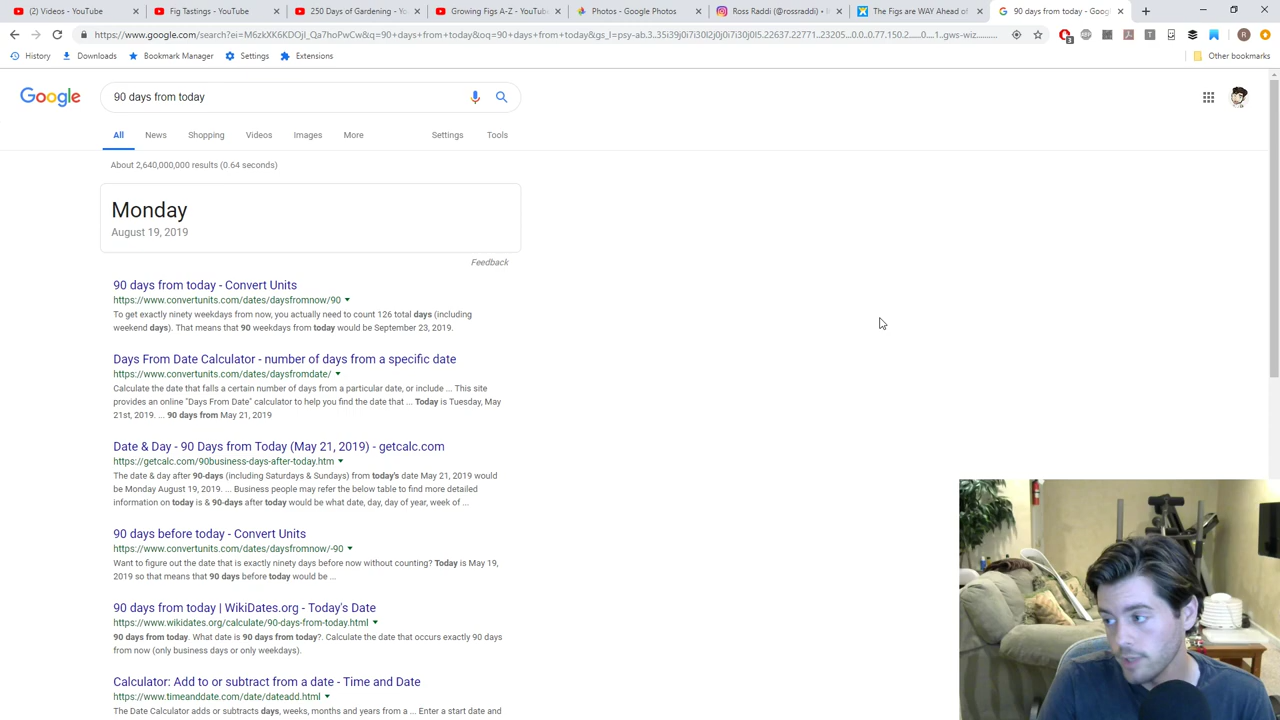 (2) Videos - YouTube
Fig Tastings - YouTube
250 Days of Gardening - Yo
Growing Figs A-Z - YouTube
Photos - Google Photos
Ross Raddi (@rossraddi) • I
The Figs are WAY Ahead of
90 days from today - Googl
https://www.google.com/search?ei=M6zkXK6KDOjI_Qa7hoPwCw&q=90+days+from+today&oq=90+days+from+today&gs_l=psy-ab.3..35i39j0i7i30l2j0j0i7i30j0l5.22637.22771..23205...0.0..0.77.150.2......0....1..gws-wiz...
3
ABP
T
R
History
Downloads
Bookmark Manager
Settings
Extensions
Other bookmarks
Google
90 days from today
All
News
Shopping
Videos
Images
More
Settings
Tools
About 2,640,000,000 results (0.64 seconds)
Monday
August 19, 2019
Feedback
90 days from today - Convert Units
https://www.convertunits.com/dates/daysfromnow/90
To get exactly ninety weekdays from now, you actually need to count 126 total days (including
weekend days). That means that 90 weekdays from today would be September 23, 2019.
Days From Date Calculator - number of days from a specific date
https://www.convertunits.com/dates/daysfromdate/
Calculate the date that falls a certain number of days from a particular date, or include ... This site
provides an online "Days From Date" calculator to help you find the date that ... Today is Tuesday, May
21st, 2019. ... 90 days from May 21, 2019
Date & Day - 90 Days from Today (May 21, 2019) - getcalc.com
https://getcalc.com/90business-days-after-today.htm
The date & day after 90-days (including Saturdays & Sundays) from today's date May 21, 2019 would
be Monday August 19, 2019. ... Business people may refer the below table to find more detailed
information on today is & 90-days after today would be what date, day, day of year, week of ...
90 days before today - Convert Units
https://www.convertunits.com/dates/daysfromnow/-90
Want to figure out the date that is exactly ninety days before now without counting? Today is May 19,
2019 so that means that 90 days before today would be ...
90 days from today | WikiDates.org - Today's Date
https://www.wikidates.org/calculate/90-days-from-today.html
90 days from today. What date is 90 days from today?. Calculate the date that occurs exactly 90 days
from now (only business days or only weekdays).
Calculator: Add to or subtract from a date - Time and Date
https://www.timeanddate.com/date/dateadd.html
The Date Calculator adds or subtracts days, weeks, months and years from a ... Enter a start date and